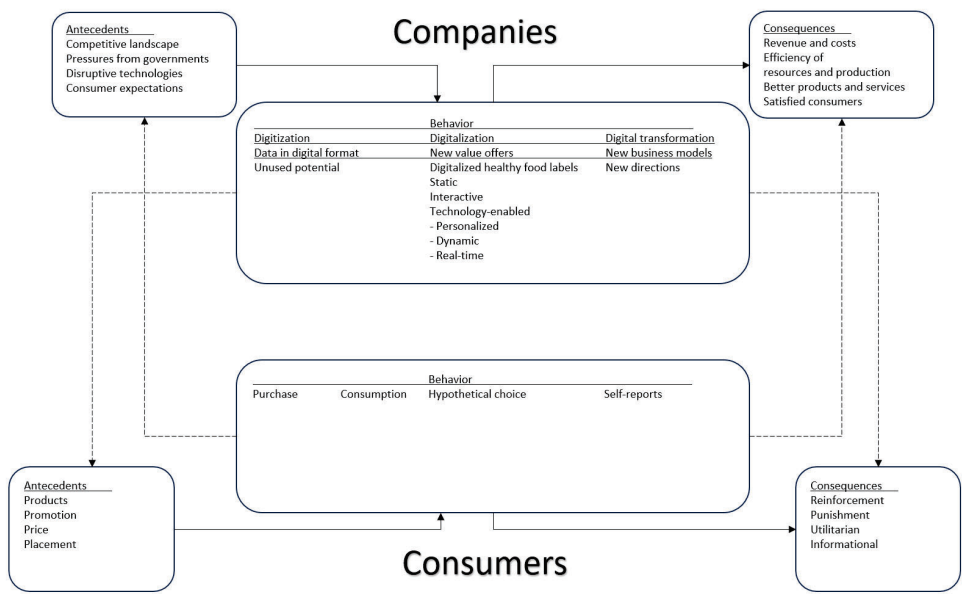 Companies
Antecedents
Competitive landscape
Pressures from governments
Disruptive technologies
Consumer expectations
Consequences
Revenue and costs
Efficiency of
resources and production
Better products and services
Satisfied consumers
Behavior
Digitization Digitalization Digital transformation
Data in digital format New value offers New business models
Unused potential Digitalized healthy food labels New directions
Static
Interactive
Technology-enabled
- Personalized
- Dynamic
- Real-time
Behavior
Purchase Consumption Hypothetical choice Self-reports
Antecedents
Products
Promotion
Price
Placement
Consequences
Reinforcement
Punishment
Utilitarian
Informational
Consumers